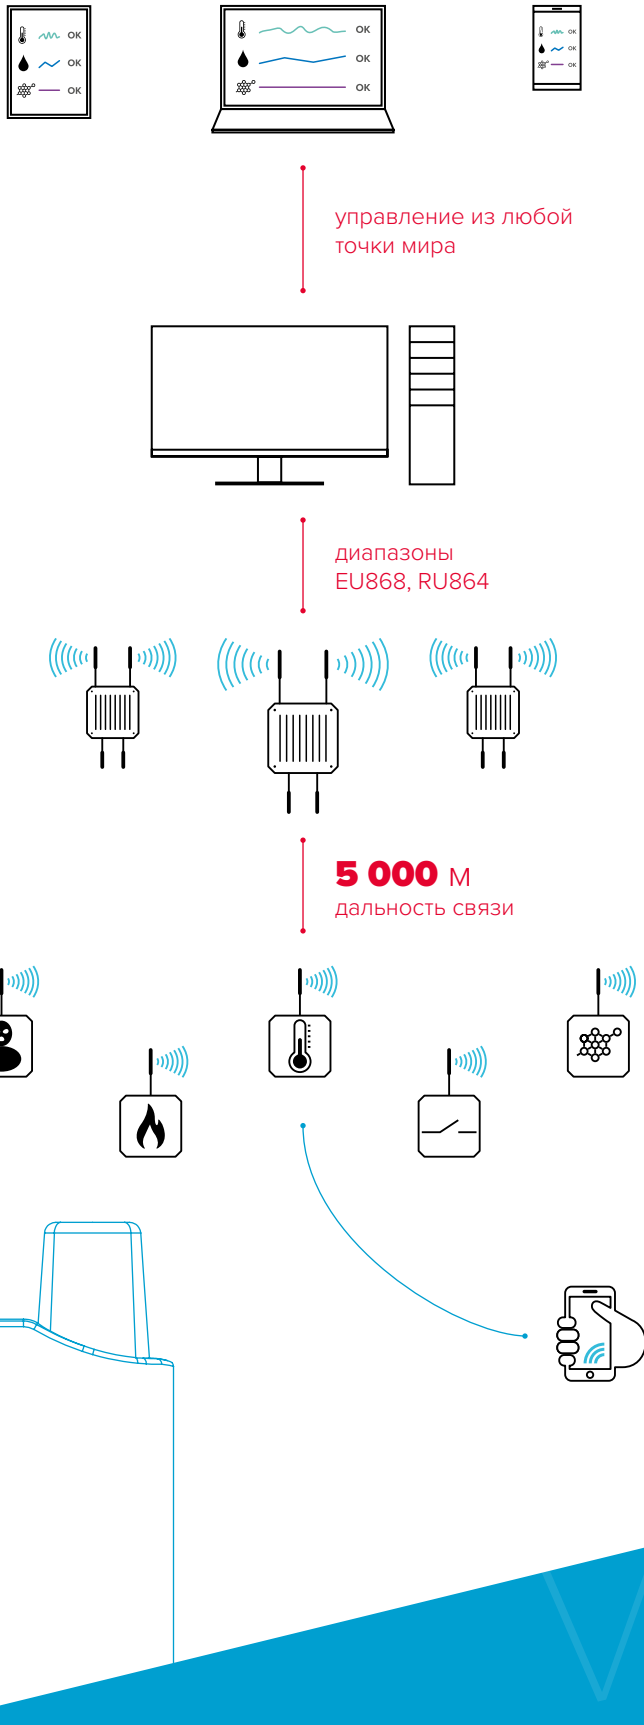 OK
OK
OK
OK
OK
OK
OK
OK
OK
управление из любой
точки мира
диапазоны
EU868, RU864
5 000 м
дальность связи